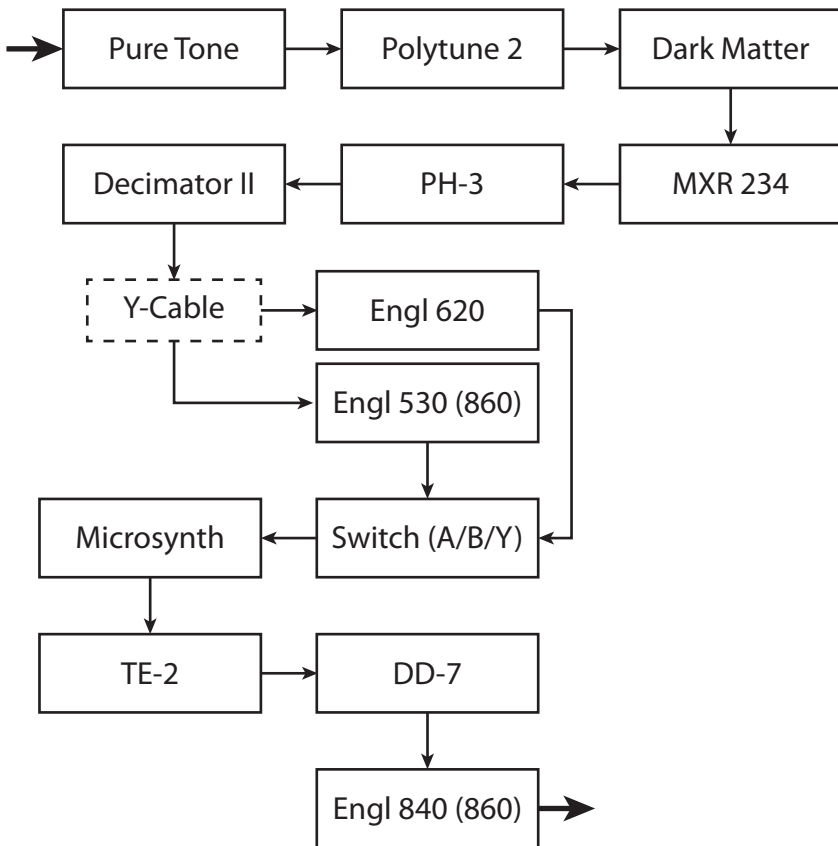 Pure Tone
Polytune 2
Dark Matter
Decimator II
PH-3
MXR 234
Y-Cable
Engl 620
Engl 530 (860)
Microsynth
Switch (A/B/Y)
TE-2
DD-7
Engl 840 (860)